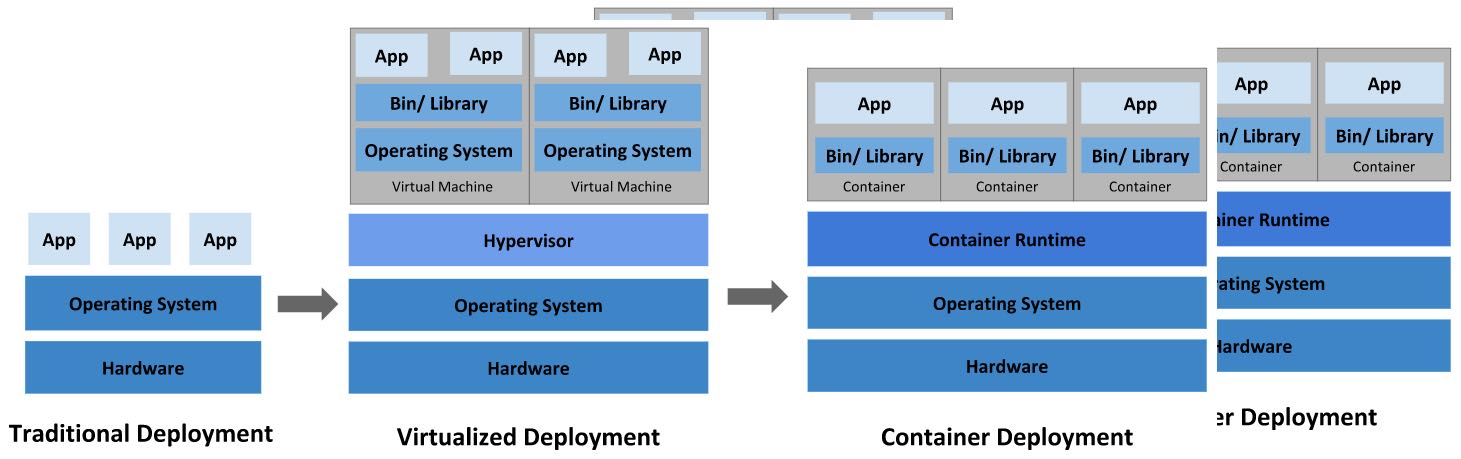 App App App
Operating System
Hardware
Traditional Deployment
App App App App
Bin/ Library Bin/ Library
Operating System Operating System
Virtual Machine Virtual Machine
Hypervisor
Operating System
Hardware
Virtualized Deployment
App App App
Bin/ Library Bin/ Library Bin/ Library
Container Container Container
Container Runtime
Operating System
Hardware
Container Deployment
App App
in/ Library Bin/ Library
Container Container
ainer Runtime
rating System
Hardware
er Deployment